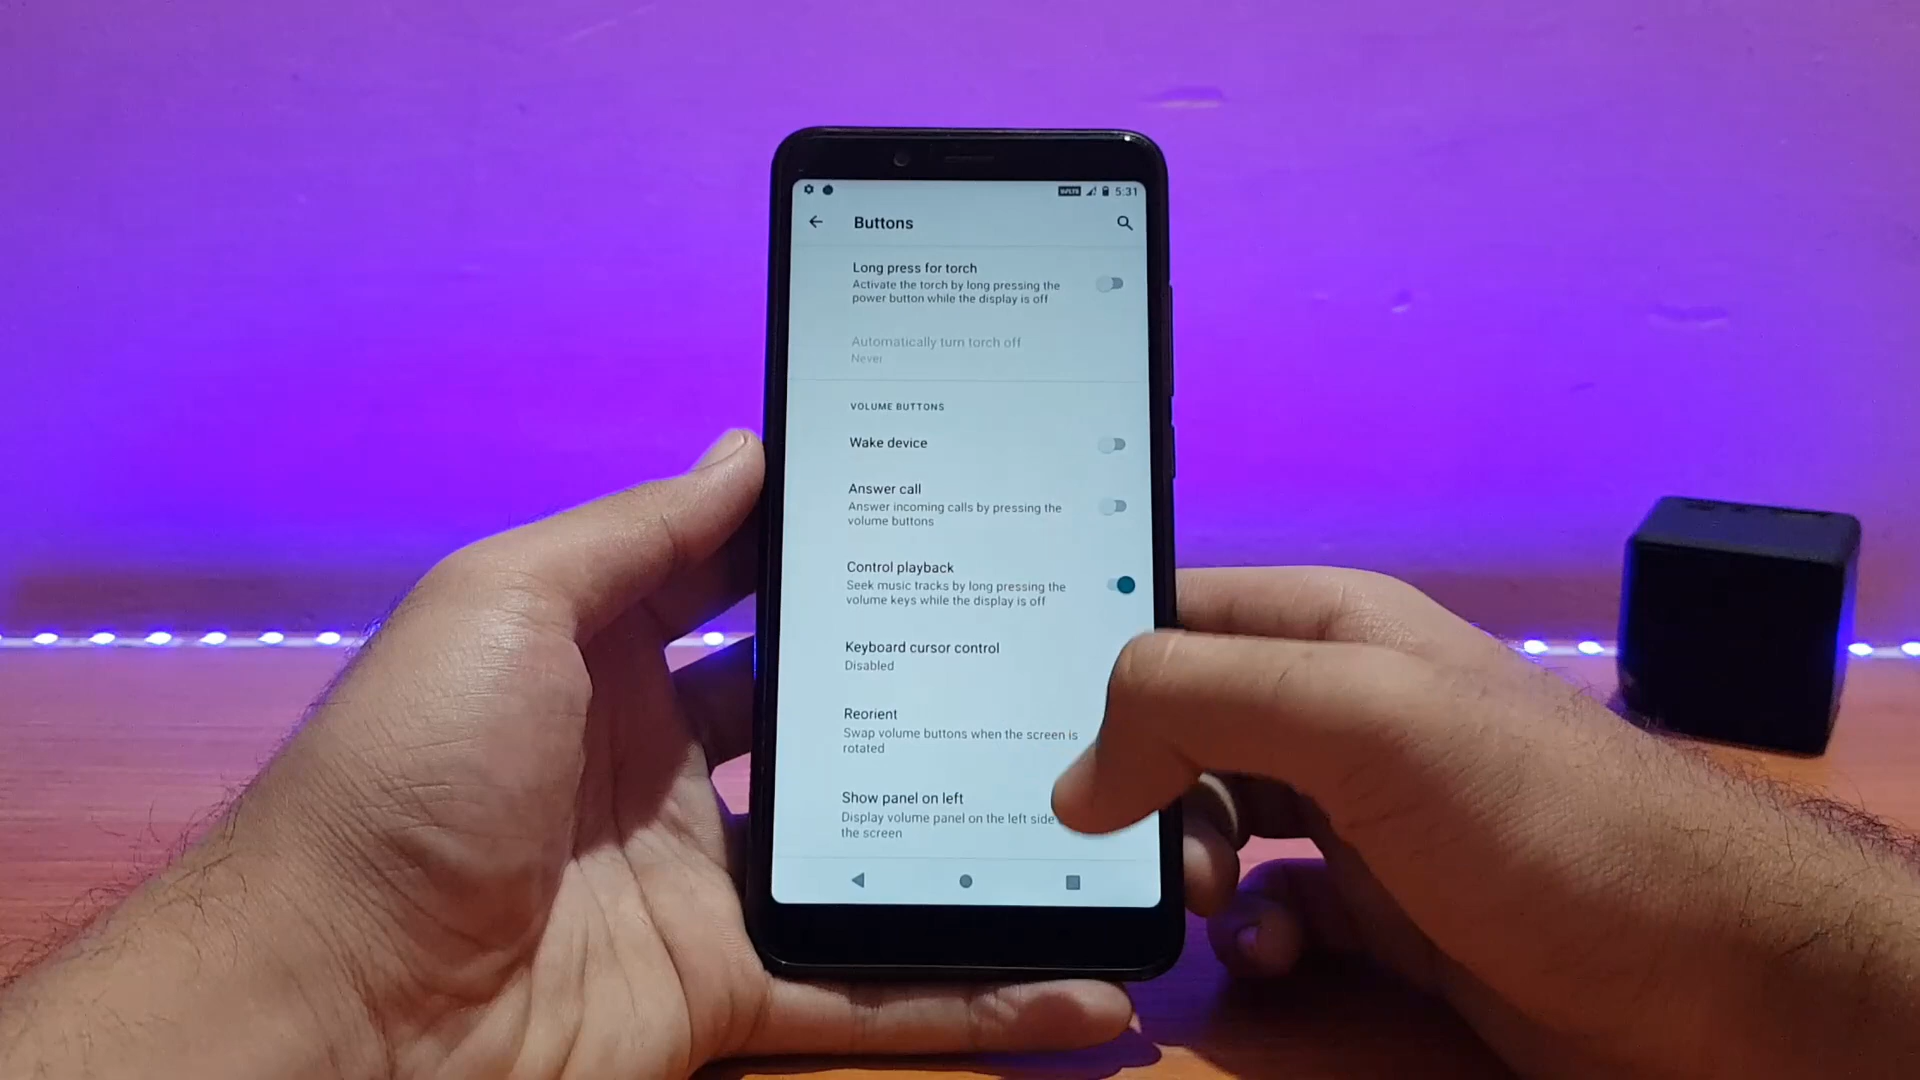 5:31
Buttons
Long press for torch
Activate the torch by long pressing the
power button while the display is off
Automatically turn torch off
Never
VOLUME BUTTONS
Wake device
Answer call
Answer incoming calls by pressing the
volume buttons
Control playback
Seek music tracks by long pressing the
volume keys while the display is off
Keyboard cursor control
Disabled
Reorient
Swap volume buttons when the screen is
rotated
Show panel on left
Display volume panel on the left side
the screen